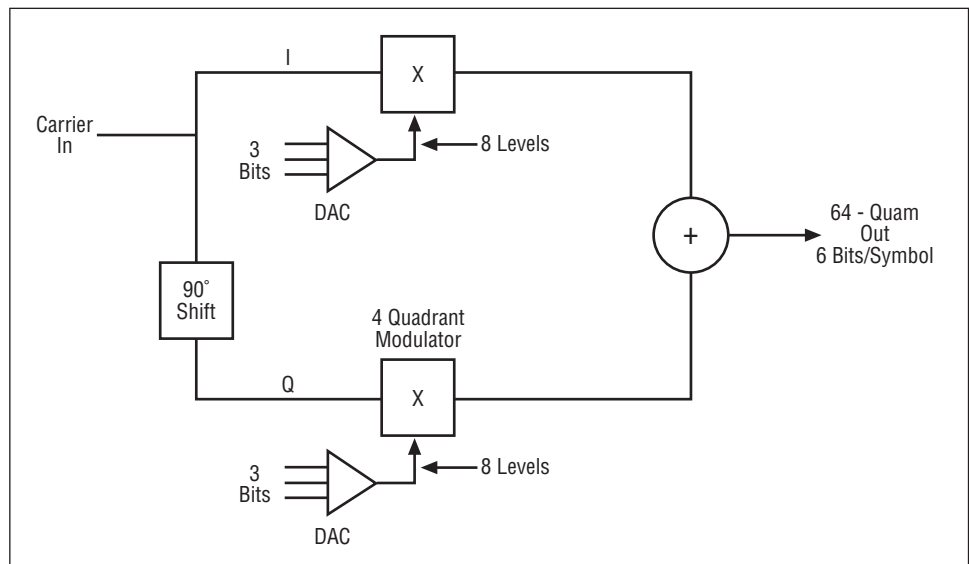 I
X
Carrier
In
3
Bits
8 Levels
DAC
+
64 - Quam
Out
6 Bits/Symbol
90°
Shift
4 Quadrant
Modulator
Q
X
3
Bits
8 Levels
DAC